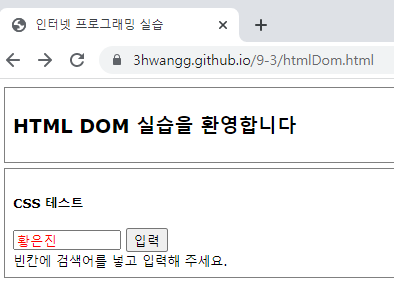 인터넷 프로그래밍 실습
3hwangg.github.io/9-3/htmlDom.html
HTML DOM 실습을 환영합니다
CSS 테스트
황은진 입력
빈칸에 검색어를 넣고 입력해 주세요.